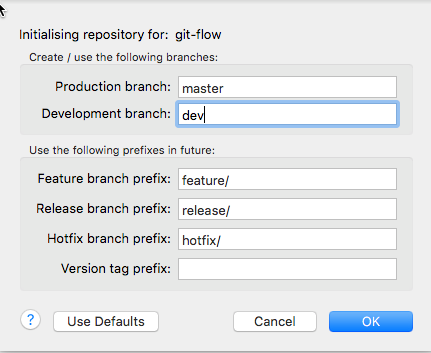 Initialising repository for: git-flow
Create / use the following branches:
Production branch: master
Development branch: dev
Use the following prefixes in future:
Feature branch prefix: feature/
Release branch prefix: release/
Hotfix branch prefix: hotfix/
Version tag prefix:
? Use Defaults Cancel OK